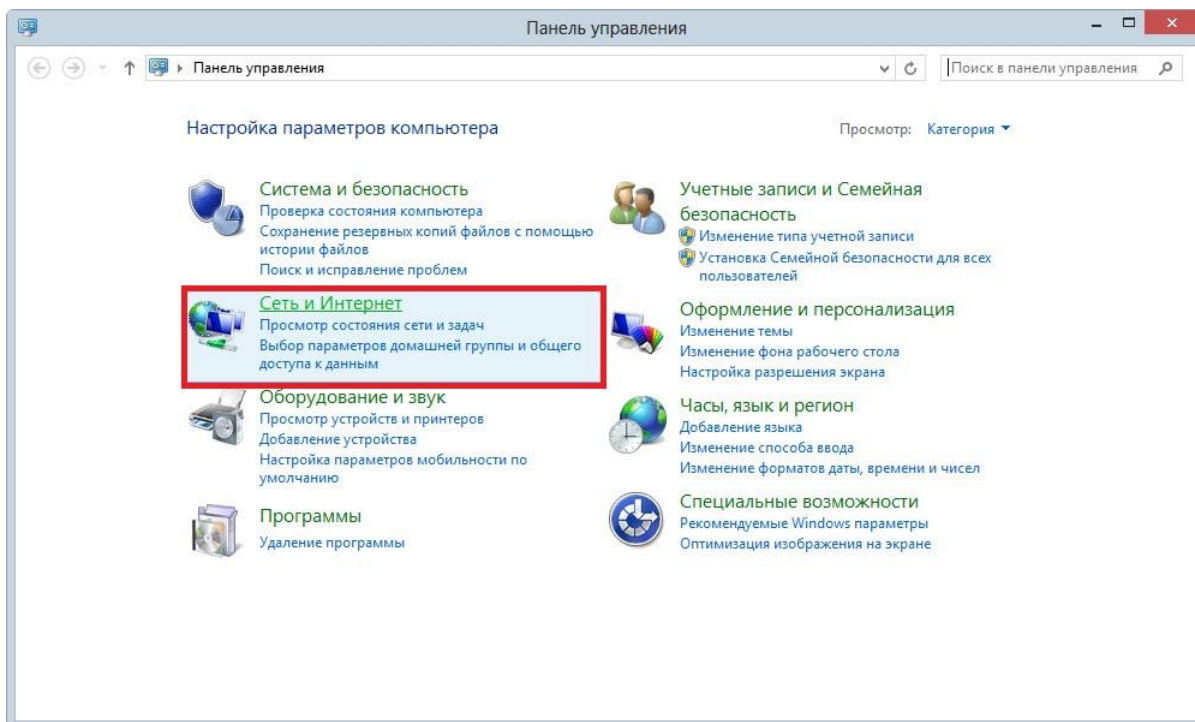 Панель управления
Панель управления
Поиск в панели управления
Настройка параметров компьютера
Просмотр: Категория
Система и безопасность
Проверка состояния компьютера
Сохранение резервных копий файлов с помощью
истории файлов
Поиск и исправление проблем
Сеть и Интернет
Просмотр состояния сети и задач
Выбор параметров домашней группы и общего
доступа к данным
Оборудование и звук
Просмотр устройств и принтеров
Добавление устройства
Настройка параметров мобильности по
умолчанию
Программы
Удаление программы
Учетные записи и Семейная
безопасность
Изменение типа учетной записи
Установка Семейной безопасности для всех
пользователей
Оформление и персонализация
Изменение темы
Изменение фона рабочего стола
Настройка разрешения экрана
Часы, язык и регион
Добавление языка
Изменение способа ввода
Изменение форматов даты, времени и чисел
Специальные возможности
Рекомендуемые Windows параметры
Оптимизация изображения на экране